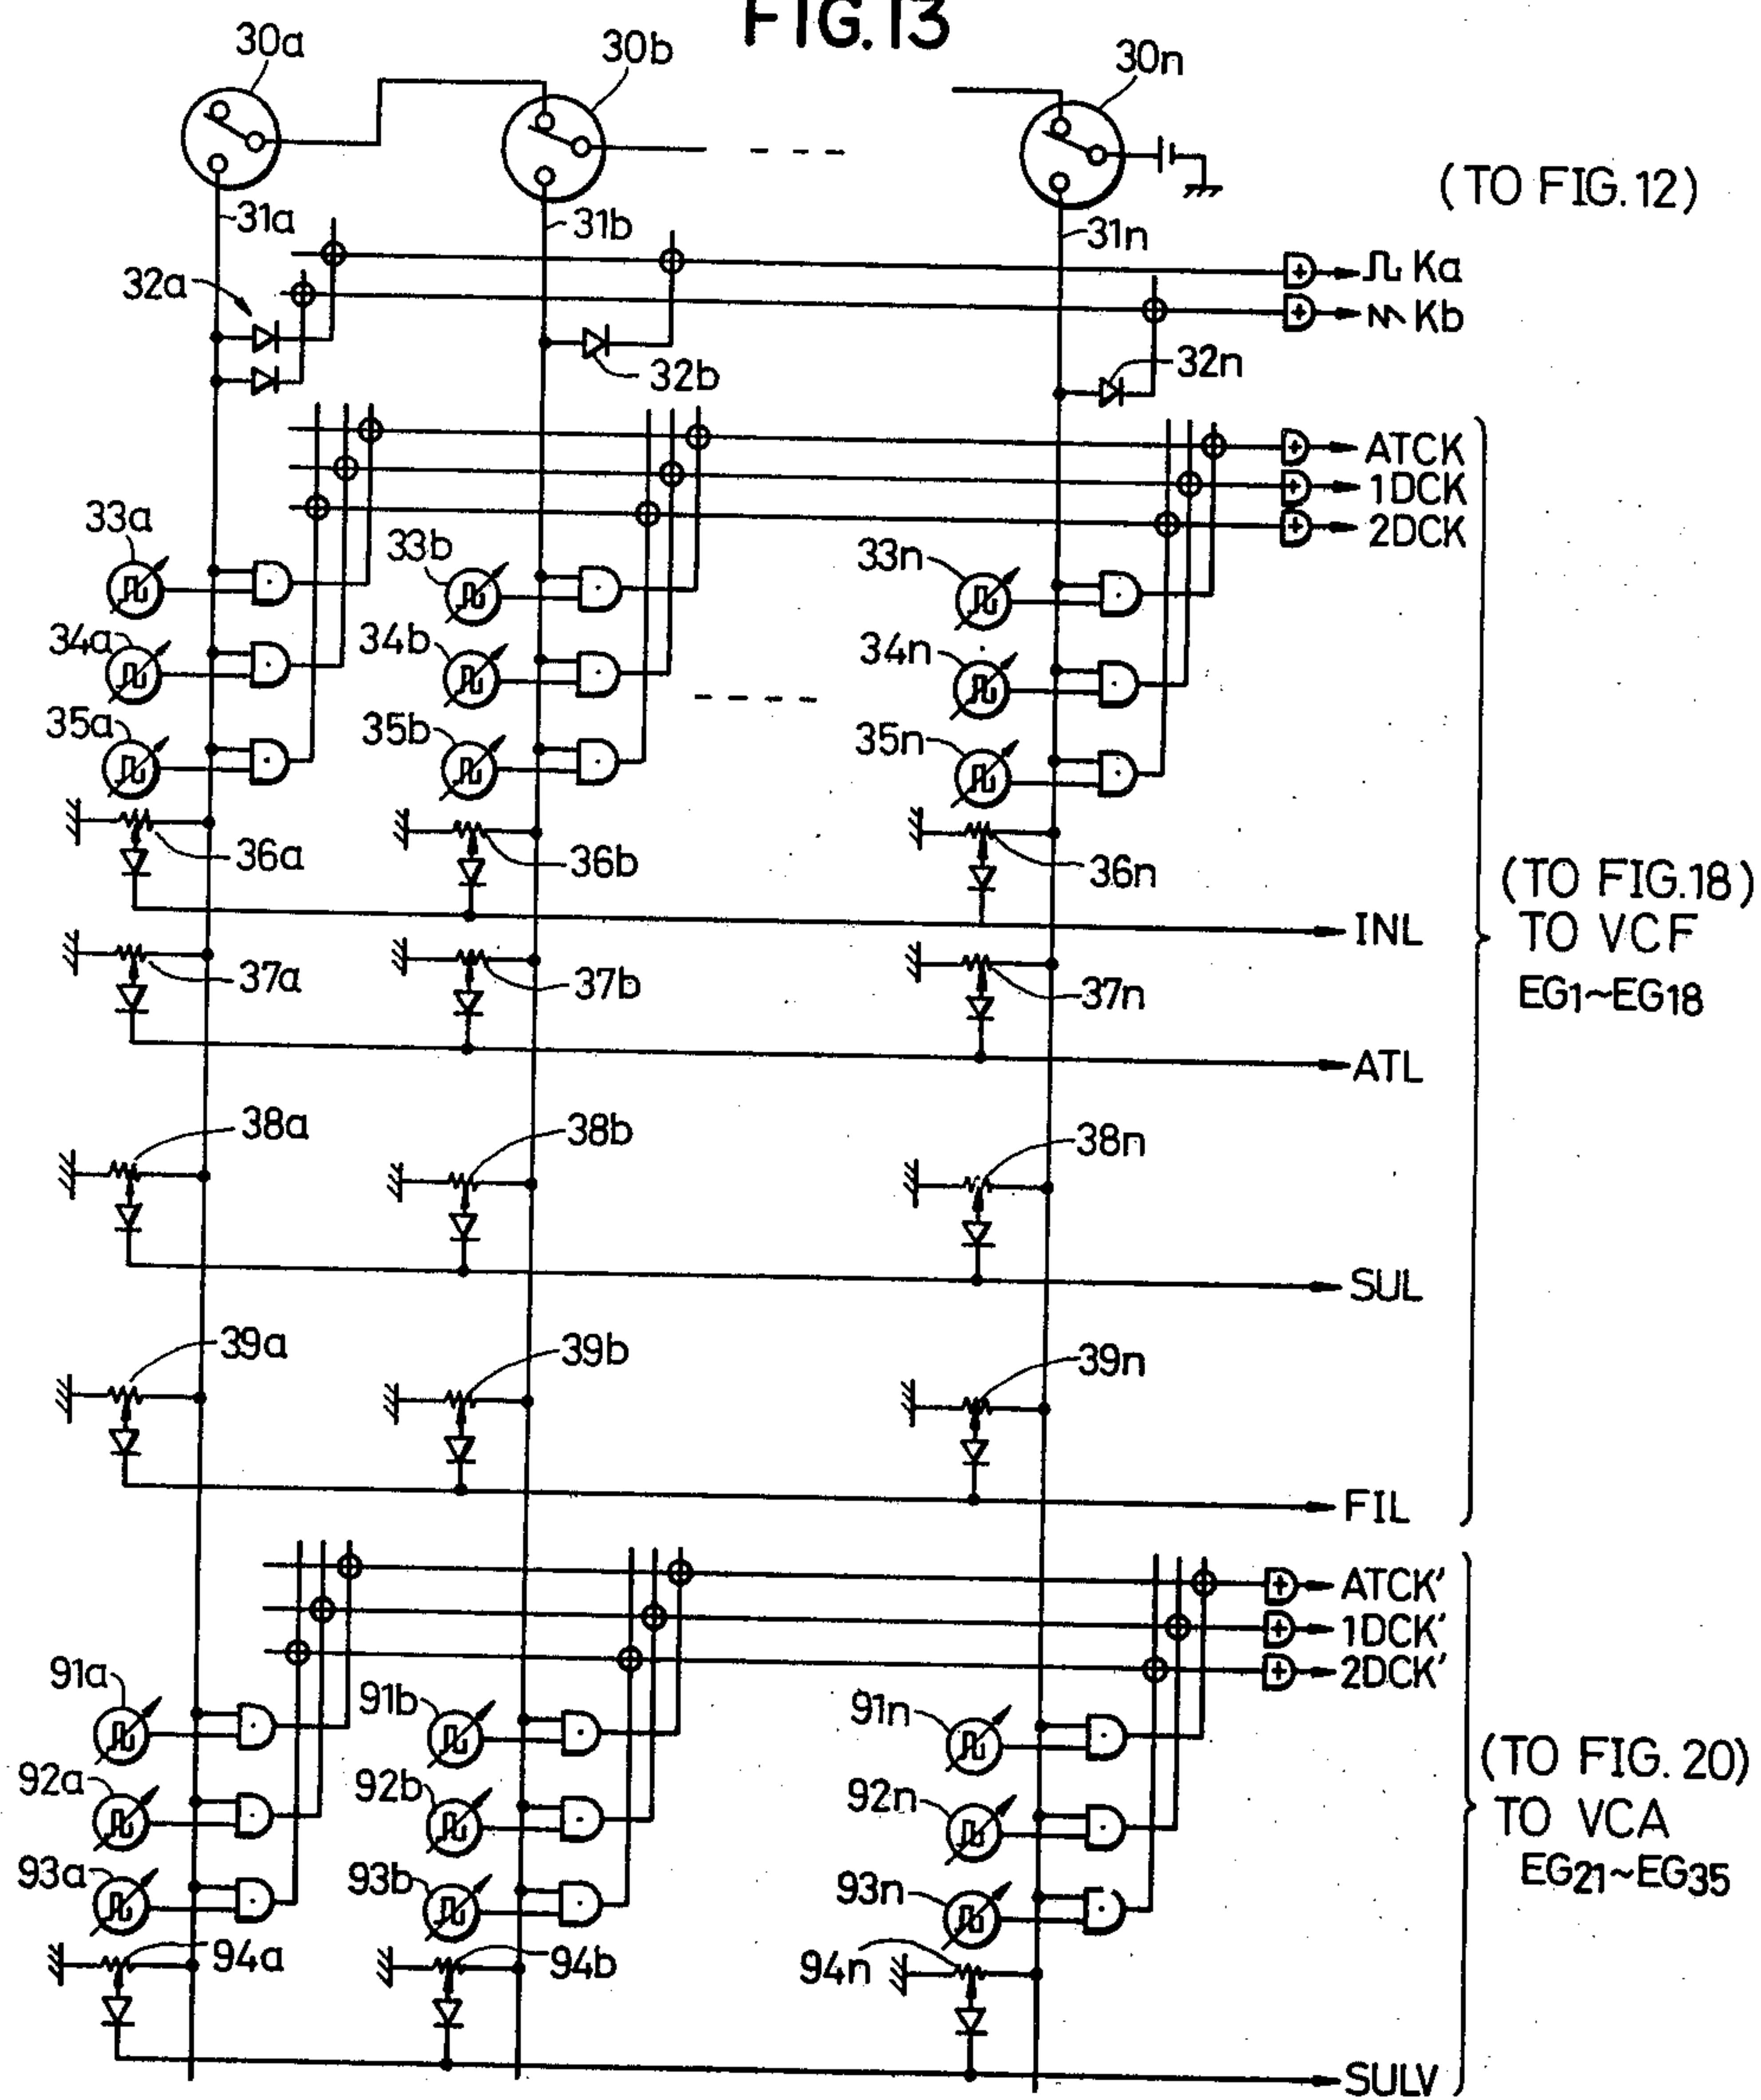 FIG.13
30a
30b
30n
(TO FIG.12)
31a
31b
31n
32a
Ka
Kb
32b
32n
ATCK
1DCK
2DCK
33a
33b
33n
34a
34b
34n
35a
35b
35n
36a
36b
36n
(TO FIG.18)
INL
TO VCF
37a
37b
37n
EG1~EG18
ATL
38a
38b
38n
SUL
39a
39b
39n
FIL
ATCK'
1DCK'
2DCK'
91a
91b
91n
(TO FIG.20)
92a
92b
92n
TO VCA
93a
93b
93n
EG21~EG35
94a
94b
94n
SULV